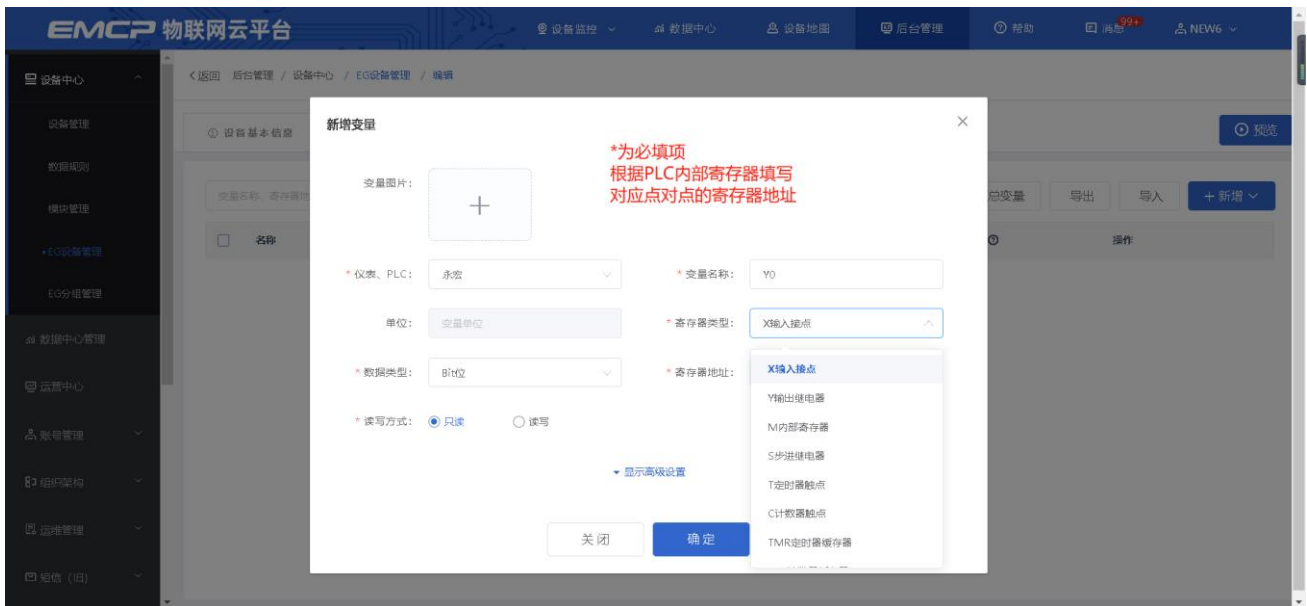 EMCP 物联网云平台
设备监控
数据中心
设备地图
后台管理
帮助
消息
99+
NEW6
设备中心
设备管理
数据规则
模块管理
•EG设备管理
EG分组管理
数据中心管理
运营中心
账号管理
组织架构
运维管理
短信（旧）
<返回 后台管理 / 设备中心 / EG设备管理 / 编辑
① 设备基本信息
预览
变量名称、寄存器地
总变量
导出
导入
+新增
名称
操作
新增变量
*为必填项
根据PLC内部寄存器填写
对应点对点的寄存器地址
变量图片:
* 仪表、PLC: 永宏
* 变量名称: Y0
单位: 变量单位
* 寄存器类型: X输入接点
* 数据类型: Bit位
* 寄存器地址:
X输入接点
Y输出继电器
M内部寄存器
S步进继电器
T定时器触点
C计数器触点
TMR定时器缓存器
* 读写方式: 只读 读写
显示高级设置
关闭
确定